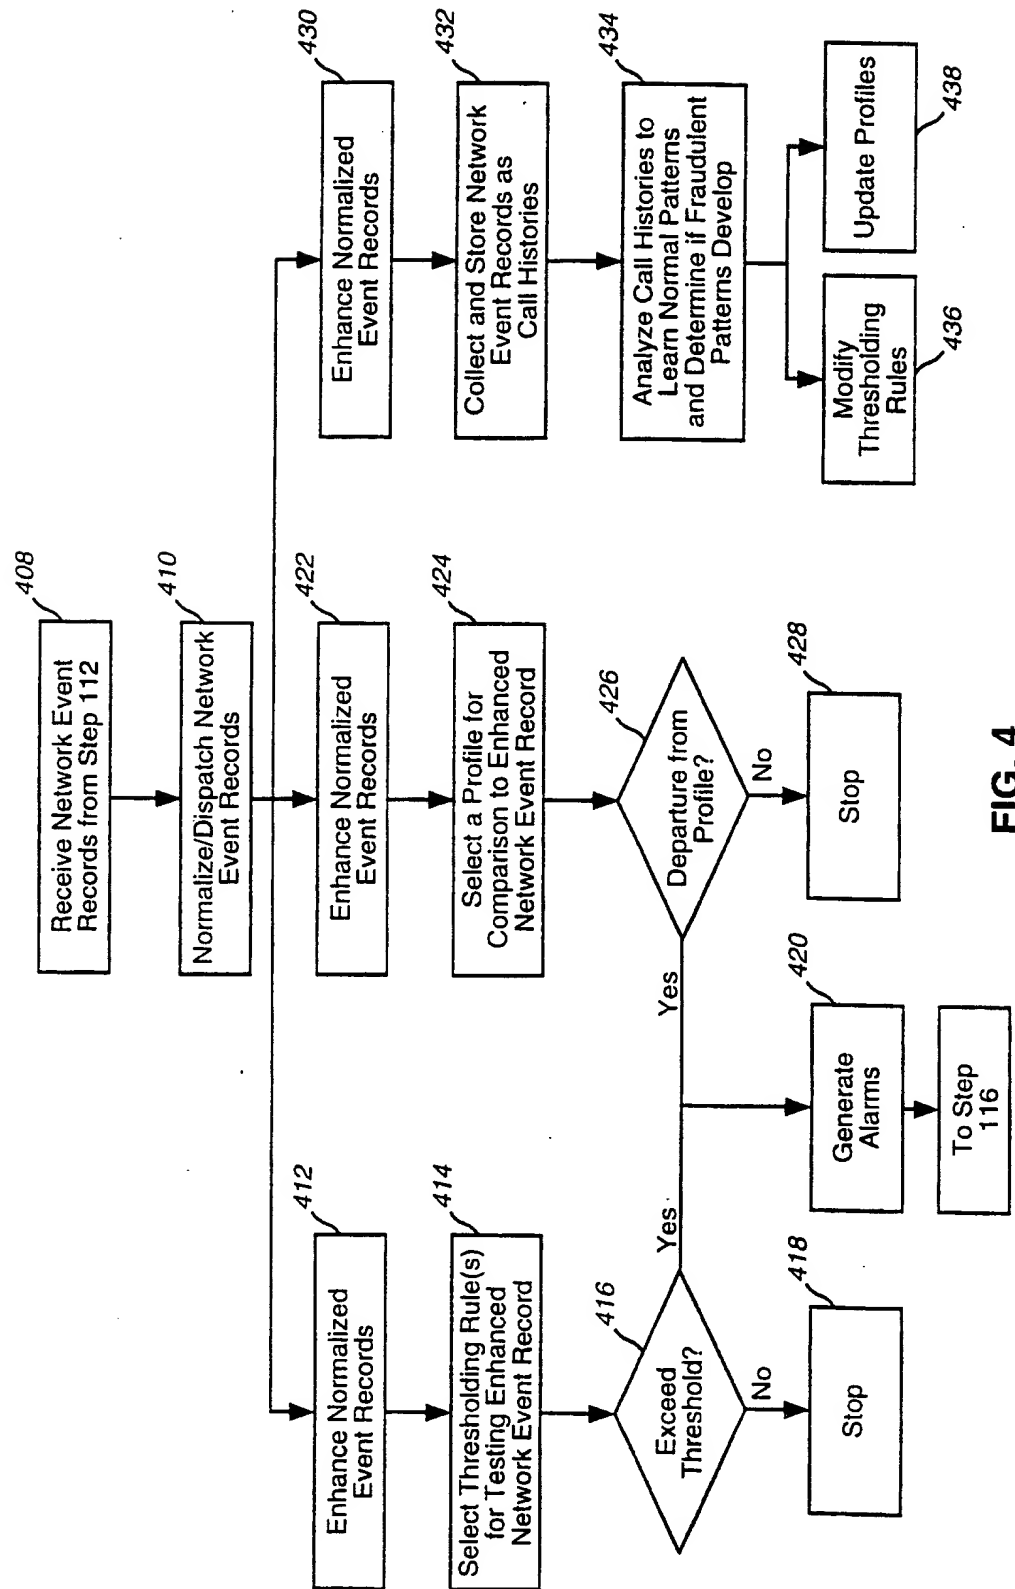 408
Receive Network Event
Records from Step 112
410
Normalize/Dispatch Network
Event Records
412
Enhance Normalized
Event Records
414
Select Thresholding Rule(s)
for Testing Enhanced
Network Event Record
416
Exceed
Threshold?
Yes
No
418
Stop
422
Enhance Normalized
Event Records
424
Select a Profile for
Comparison to Enhanced
Network Event Record
426
Departure from
Profile?
Yes
No
428
Stop
420
Generate
Alarms
To Step
116
430
Enhance Normalized
Event Records
432
Collect and Store Network
Event Records as
Call Histories
434
Analyze Call Histories to
Learn Normal Patterns
and Determine if Fraudulent
Patterns Develop
Modify
Thresholding
Rules
436
Update Profiles
438
FIG. 4